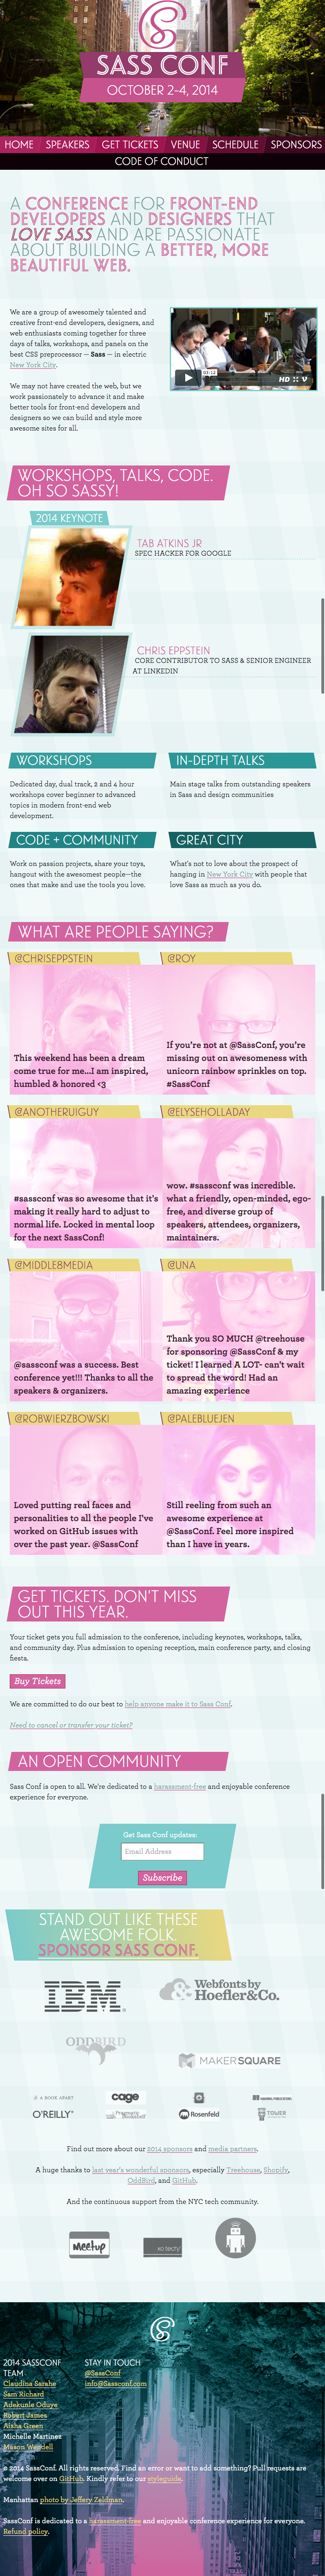 SASS CONF
OCTOBER 2-4, 2014
HOME SPEAKERS GET TICKETS VENUE SCHEDULE SPONSORS
CODE OF CONDUCT
A CONFERENCE FOR FRONT-END
DEVELOPERS AND DESIGNERS THAT
LOVE SASS AND ARE PASSIONATE
ABOUT BUILDING A BETTER, MORE
BEAUTIFUL WEB.
We are a group of awesomely talented and
creative front-end developers, designers, and
web enthusiasts coming together for three
days of talks, workshops, and panels on the
best CSS preprocessor — Sass — in electric
New York City.
We may not have created the web, but we
work passionately to advance it and make
better tools for front-end developers and
designers so we can build and style more
awesome sites for all.
03:12
HD
WORKSHOPS, TALKS, CODE.
OH SO SASSY!
2014 KEYNOTE
TAB ATKINS JR
SPEC HACKER FOR GOOGLE
CHRIS EPPSTEIN
CORE CONTRIBUTOR TO SASS & SENIOR ENGINEER
AT LINKEDIN
WORKSHOPS
Dedicated day, dual track, 2 and 4 hour
workshops cover beginner to advanced
topics in modern front-end web
development.
IN-DEPTH TALKS
Main stage talks from outstanding speakers
in Sass and design communities
CODE + COMMUNITY
Work on passion projects, share your toys,
hangout with the awesomest people—the
ones that make and use the tools you love.
GREAT CITY
What's not to love about the prospect of
hanging in New York City with people that
love Sass as much as you do.
WHAT ARE PEOPLE SAYING?
@CHRISEPPSTEIN
This weekend has been a dream
come true for me...I am inspired,
humbled & honored <3
@ROY
If you're not at @SassConf, you're
missing out on awesomeness with
unicorn rainbow sprinkles on top.
#SassConf
@ANOTHERUIGUY
#sassconf was so awesome that it's
making it really hard to adjust to
normal life. Locked in mental loop
for the next SassConf!
@ELYSEHOLLADAY
wow. #sassconf was incredible.
what a friendly, open-minded, ego-
free, and diverse group of
speakers, attendees, organizers,
maintainers.
@MIDDLE8MEDIA
@sassconf was a success. Best
conference yet!!! Thanks to all the
speakers & organizers.
@UNA
Thank you SO MUCH @treehouse
for sponsoring @SassConf & my
ticket! I learned A LOT- can't wait
to spread the word! Had an
amazing experience
@ROBWIERZBOWSKI
Loved putting real faces and
personalities to all the people I've
worked on GitHub issues with
over the past year. @SassConf
@PALEBLUEJEN
Still reeling from such an
awesome experience at
@SassConf. Feel more inspired
than I have in years.
GET TICKETS. DON'T MISS
OUT THIS YEAR.
Your ticket gets you full admission to the conference, including keynotes, workshops, talks,
and community day. Plus admission to opening reception, main conference party, and closing
fiesta.
Buy Tickets
We are committed to do our best to help anyone make it to Sass Conf.
Need to cancel or transfer your ticket?
AN OPEN COMMUNITY
Sass Conf is open to all. We're dedicated to a harassment-free and enjoyable conference
experience for everyone.
Get Sass Conf updates:
Email Address
Subscribe
STAND OUT LIKE THESE
AWESOME FOLK.
SPONSOR SASS CONF.
IBM
Webfonts by
Hoefler&Co.
ODDBIRD
MAKERSQUARE
A BOOK APART
cage
O'REILLY
Rosenfeld
TOWER
Find out more about our 2014 sponsors and media partners.
A huge thanks to last year's wonderful sponsors, especially Treehouse, Shopify,
OddBird, and GitHub.
And the continuous support from the NYC tech community.
Meetup
2014 SASSCONF
TEAM
Claudina Sarahe
Sam Richard
Adekunle Oduye
Robert James
Aisha Green
Michelle Martinez
Mason Wendell
STAY IN TOUCH
@SassConf
info@Sassconf.com
© 2014 SassConf. All rights reserved. Find an error or want to add something? Pull requests are
welcome over on GitHub. Kindly refer to our styleguide.
Manhattan photo by Jeffery Zeldman.
SassConf is dedicated to a harassment-free and enjoyable conference experience for everyone.
Refund policy.